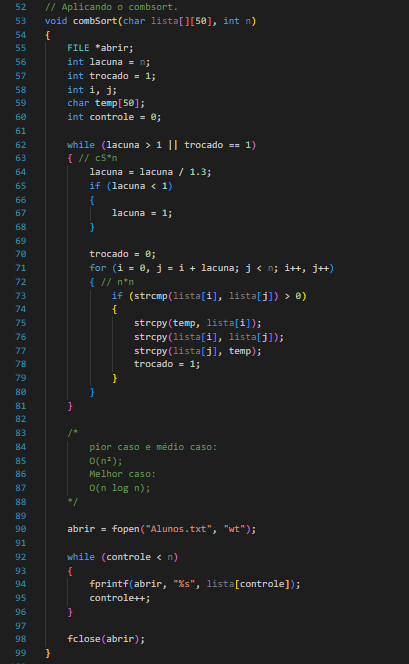 52 // Aplicando o combsort.
53 void combSort(char lista[][50], int n)
54 {
55     FILE *abrir;
56     int lacuna = n;
57     int trocado = 1;
58     int i, j;
59     char temp[50];
60     int controle = 0;
61
62     while (lacuna > 1 || trocado == 1)
63     { // c5*n
64         lacuna = lacuna / 1.3;
65         if (lacuna < 1)
66         {
67             lacuna = 1;
68         }
69
70         trocado = 0;
71         for (i = 0, j = i + lacuna; j < n; i++, j++)
72         { // n*n
73             if (strcmp(lista[i], lista[j]) > 0)
74             {
75                 strcpy(temp, lista[i]);
76                 strcpy(lista[i], lista[j]);
77                 strcpy(lista[j], temp);
78                 trocado = 1;
79             }
80         }
81     }
82
83     /*
84         pior caso e médio caso:
85         O(n²);
86         Melhor caso:
87         O(n log n);
88     */
89
90     abrir = fopen("Alunos.txt", "wt");
91
92     while (controle < n)
93     {
94         fprintf(abrir, "%s", lista[controle]);
95         controle++;
96     }
97
98     fclose(abrir);
99 }